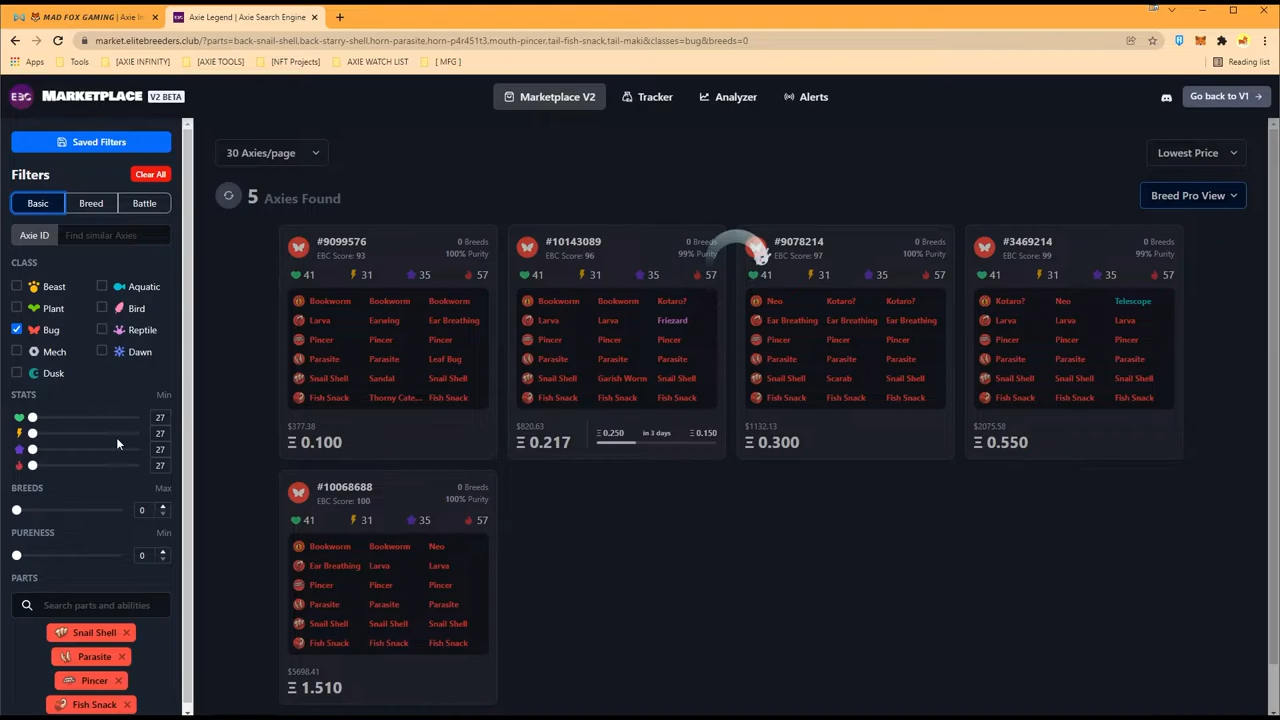 MAD FOX GAMING | Axie In
Axie Legend | Axie Search Engine
market.elitebreeders.club/?parts=back-snail-shell,back-starry-shell,horn-parasite,horn-p4r451t3,mouth-pincer,tail-fish-snack,tail-maki&classes=bug&breeds=0
Apps Tools [AXIE INFINITY] [AXIE TOOLS] [NFT Projects] AXIE WATCH LIST [ MFG ] Reading list
EBC MARKETPLACE V2 BETA Marketplace V2 Tracker Analyzer Alerts Go back to V1 →
Saved Filters
Filters Clear All
Basic Breed Battle
Axie ID Find similar Axies
CLASS
Beast Aquatic
Plant Bird
Bug Reptile
Mech Dawn
Dusk
STATS Min
27
27
27
27
BREEDS Max
0
PURENESS Min
0
PARTS
Search parts and abilities
Snail Shell ×
Parasite ×
Pincer ×
Fish Snack ×
30 Axies/page Lowest Price
5 Axies Found Breed Pro View
#9099576 0 Breeds
EBC Score: 93 100% Purity
41 31 35 57
Bookworm Bookworm Bookworm
Larva Earwing Ear Breathing
Pincer Pincer Pincer
Parasite Parasite Leaf Bug
Snail Shell Sandal Snail Shell
Fish Snack Thorny Cate... Fish Snack
$377.38
Ξ 0.100
#10143089 0 Breeds
EBC Score: 96 99% Purity
41 31 35 57
Bookworm Bookworm Kotaro?
Larva Larva Friezard
Pincer Pincer Pincer
Parasite Parasite Parasite
Snail Shell Garish Worm Snail Shell
Fish Snack Fish Snack Fish Snack
$820.63
Ξ 0.217 Ξ 0.250 in 3 days Ξ 0.150
#9078214 0 Breeds
EBC Score: 97 100% Purity
41 31 35 57
Neo Kotaro? Kotaro?
Ear Breathing Ear Breathing Ear Breathing
Pincer Pincer Pincer
Parasite Parasite Parasite
Snail Shell Scarab Snail Shell
Fish Snack Fish Snack Fish Snack
$1132.13
Ξ 0.300
#3469214 0 Breeds
EBC Score: 99 99% Purity
41 31 35 57
Kotaro? Neo Telescope
Larva Larva Larva
Pincer Pincer Pincer
Parasite Parasite Parasite
Snail Shell Snail Shell Snail Shell
Fish Snack Fish Snack Fish Snack
$2075.58
Ξ 0.550
#10068688 0 Breeds
EBC Score: 100 100% Purity
41 31 35 57
Bookworm Bookworm Neo
Ear Breathing Larva Larva
Pincer Pincer Pincer
Parasite Parasite Parasite
Snail Shell Snail Shell Snail Shell
Fish Snack Fish Snack Fish Snack
$5698.41
Ξ 1.510